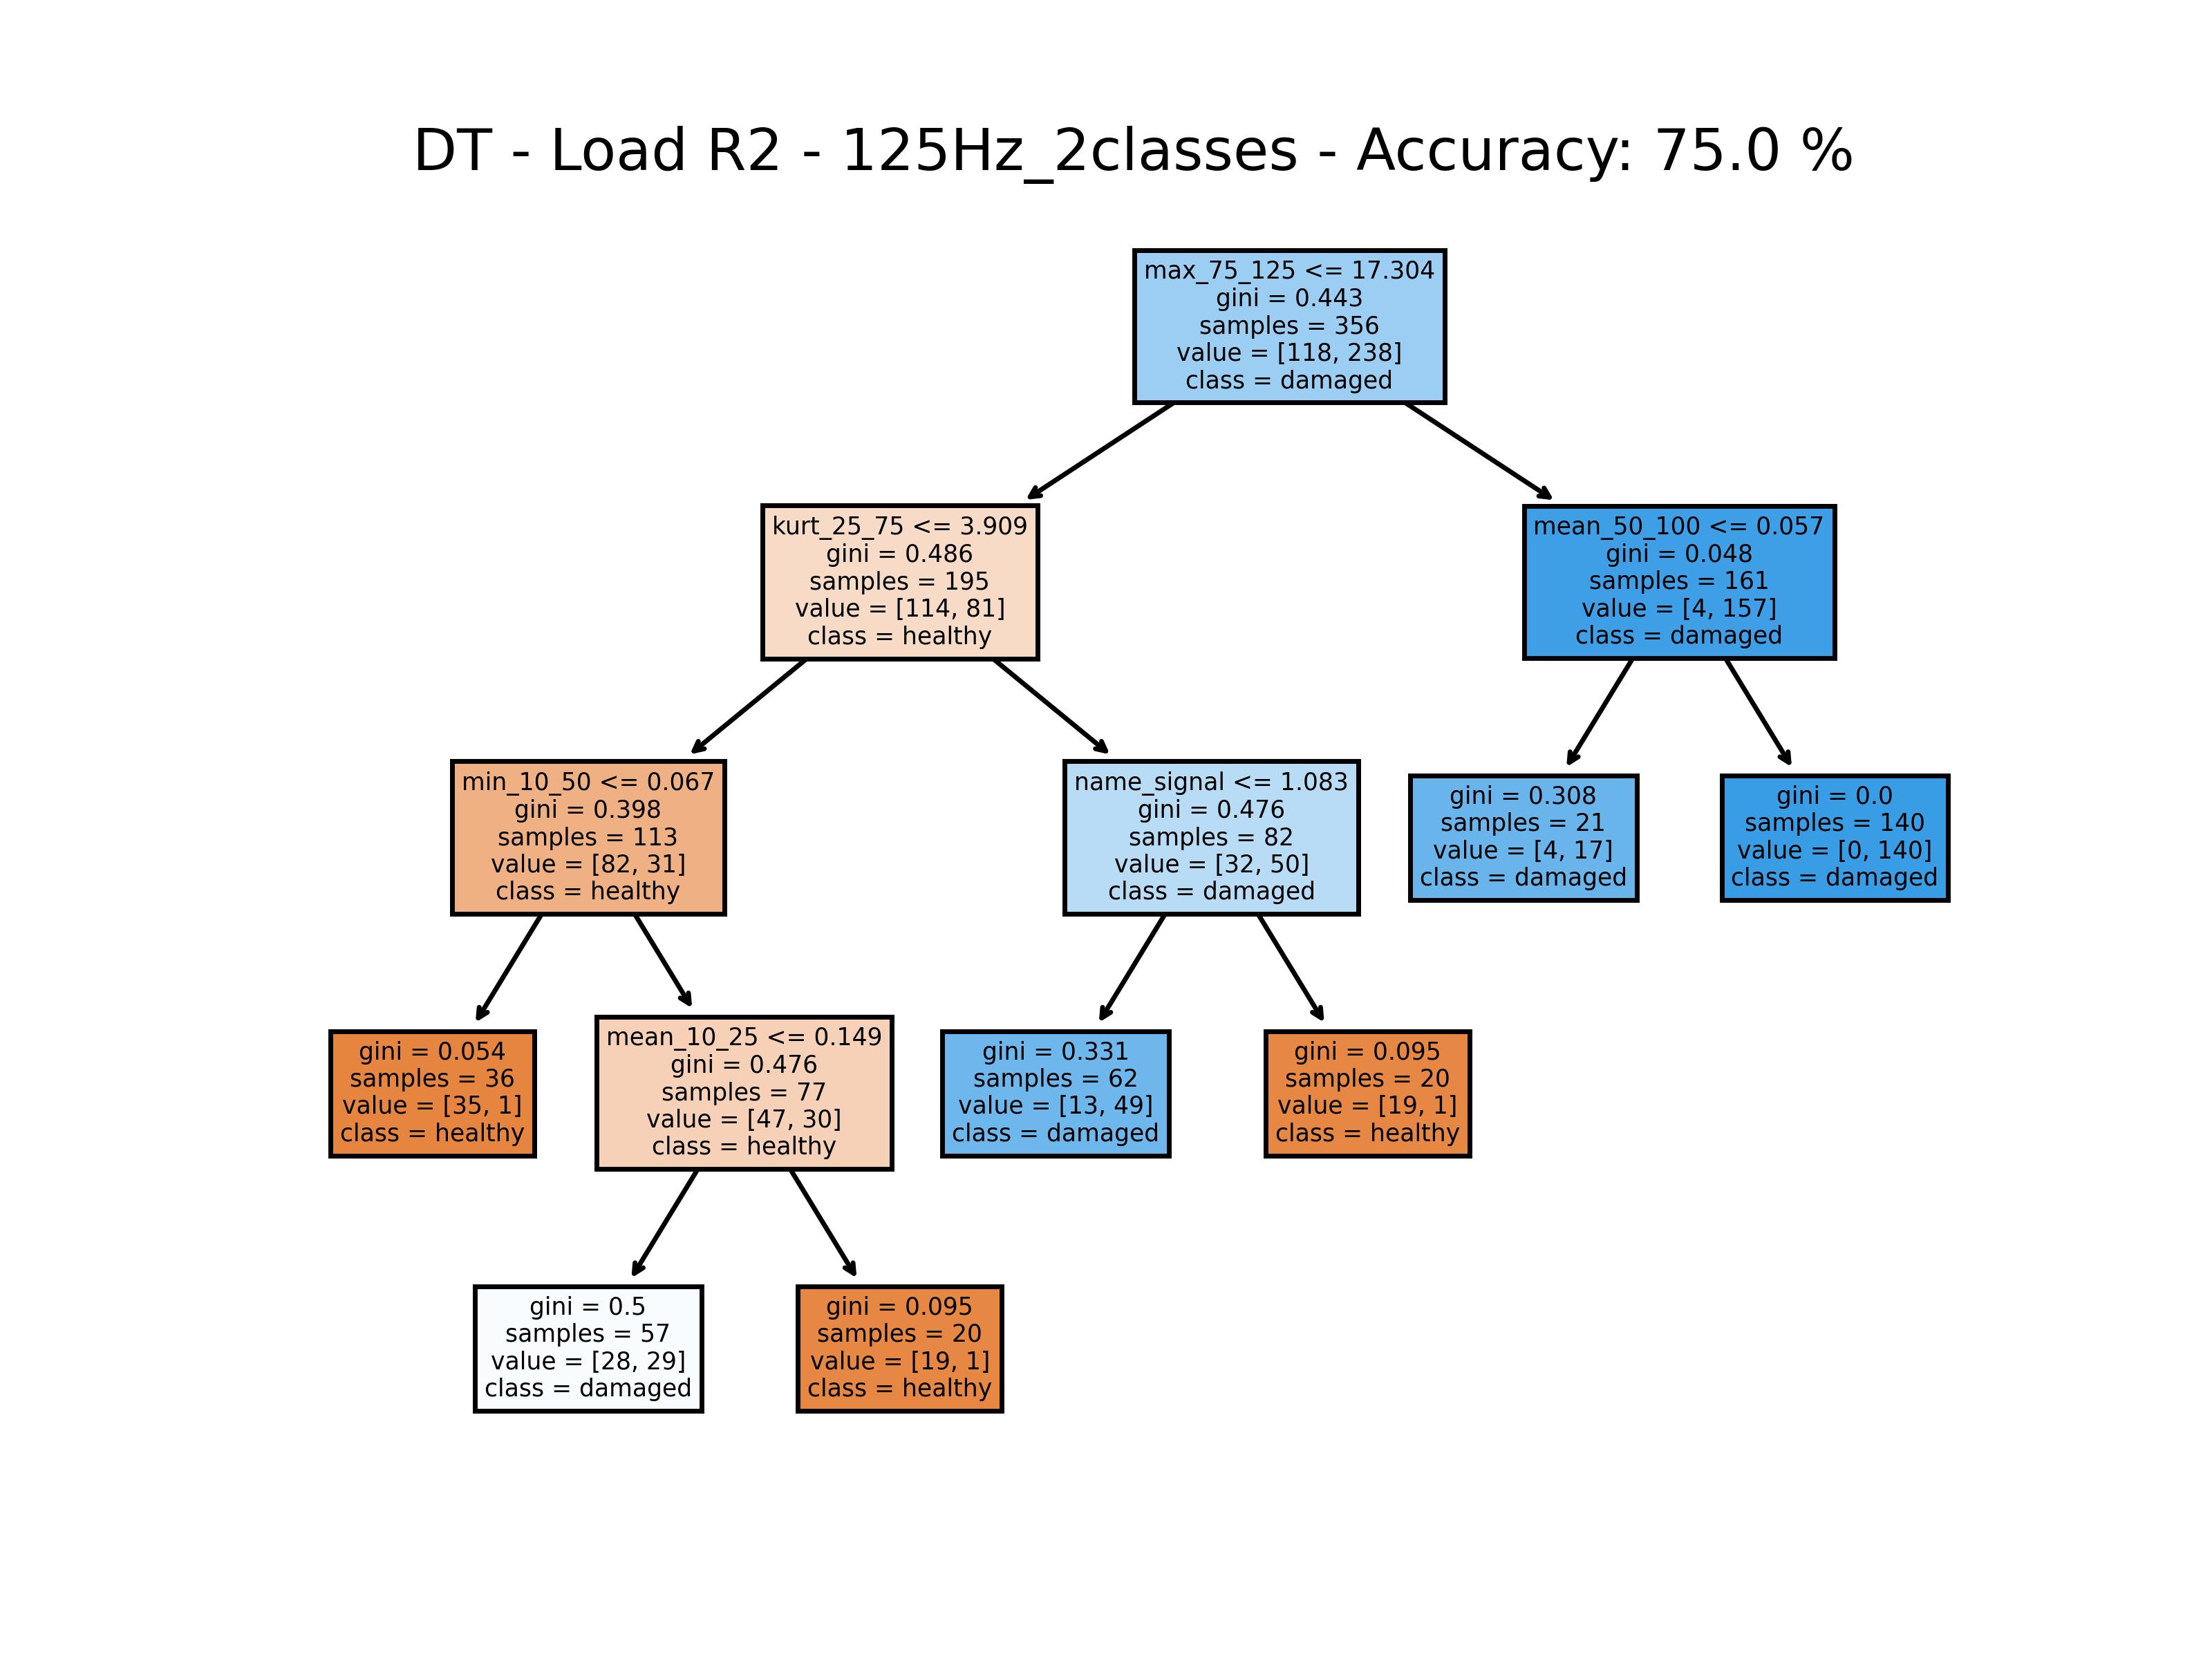 DT - Load R2 - 125Hz_2classes - Accuracy: 75.0 %
max_75_125 <= 17.304
gini = 0.443
samples = 356
value = [118, 238]
class = damaged
kurt_25_75 <= 3.909
gini = 0.486
samples = 195
value = [114, 81]
class = healthy
mean_50_100 <= 0.057
gini = 0.048
samples = 161
value = [4, 157]
class = damaged
min_10_50 <= 0.067
gini = 0.398
samples = 113
value = [82, 31]
class = healthy
name_signal <= 1.083
gini = 0.476
samples = 82
value = [32, 50]
class = damaged
gini = 0.308
samples = 21
value = [4, 17]
class = damaged
gini = 0.0
samples = 140
value = [0, 140]
class = damaged
gini = 0.054
samples = 36
value = [35, 1]
class = healthy
mean_10_25 <= 0.149
gini = 0.476
samples = 77
value = [47, 30]
class = healthy
gini = 0.331
samples = 62
value = [13, 49]
class = damaged
gini = 0.095
samples = 20
value = [19, 1]
class = healthy
gini = 0.5
samples = 57
value = [28, 29]
class = damaged
gini = 0.095
samples = 20
value = [19, 1]
class = healthy